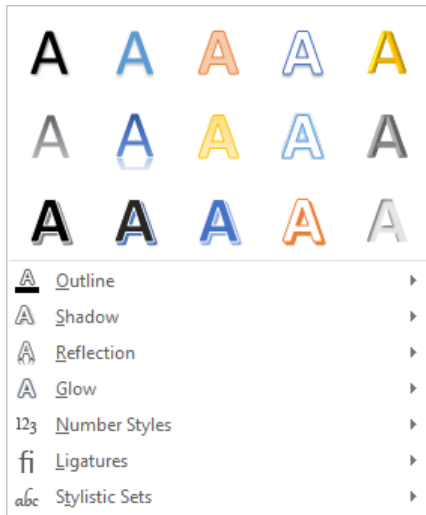 A A A A A
A A A A A
A A A A A
A Outline
A Shadow
A Reflection
A Glow
123 Number Styles
fi Ligatures
abc Stylistic Sets